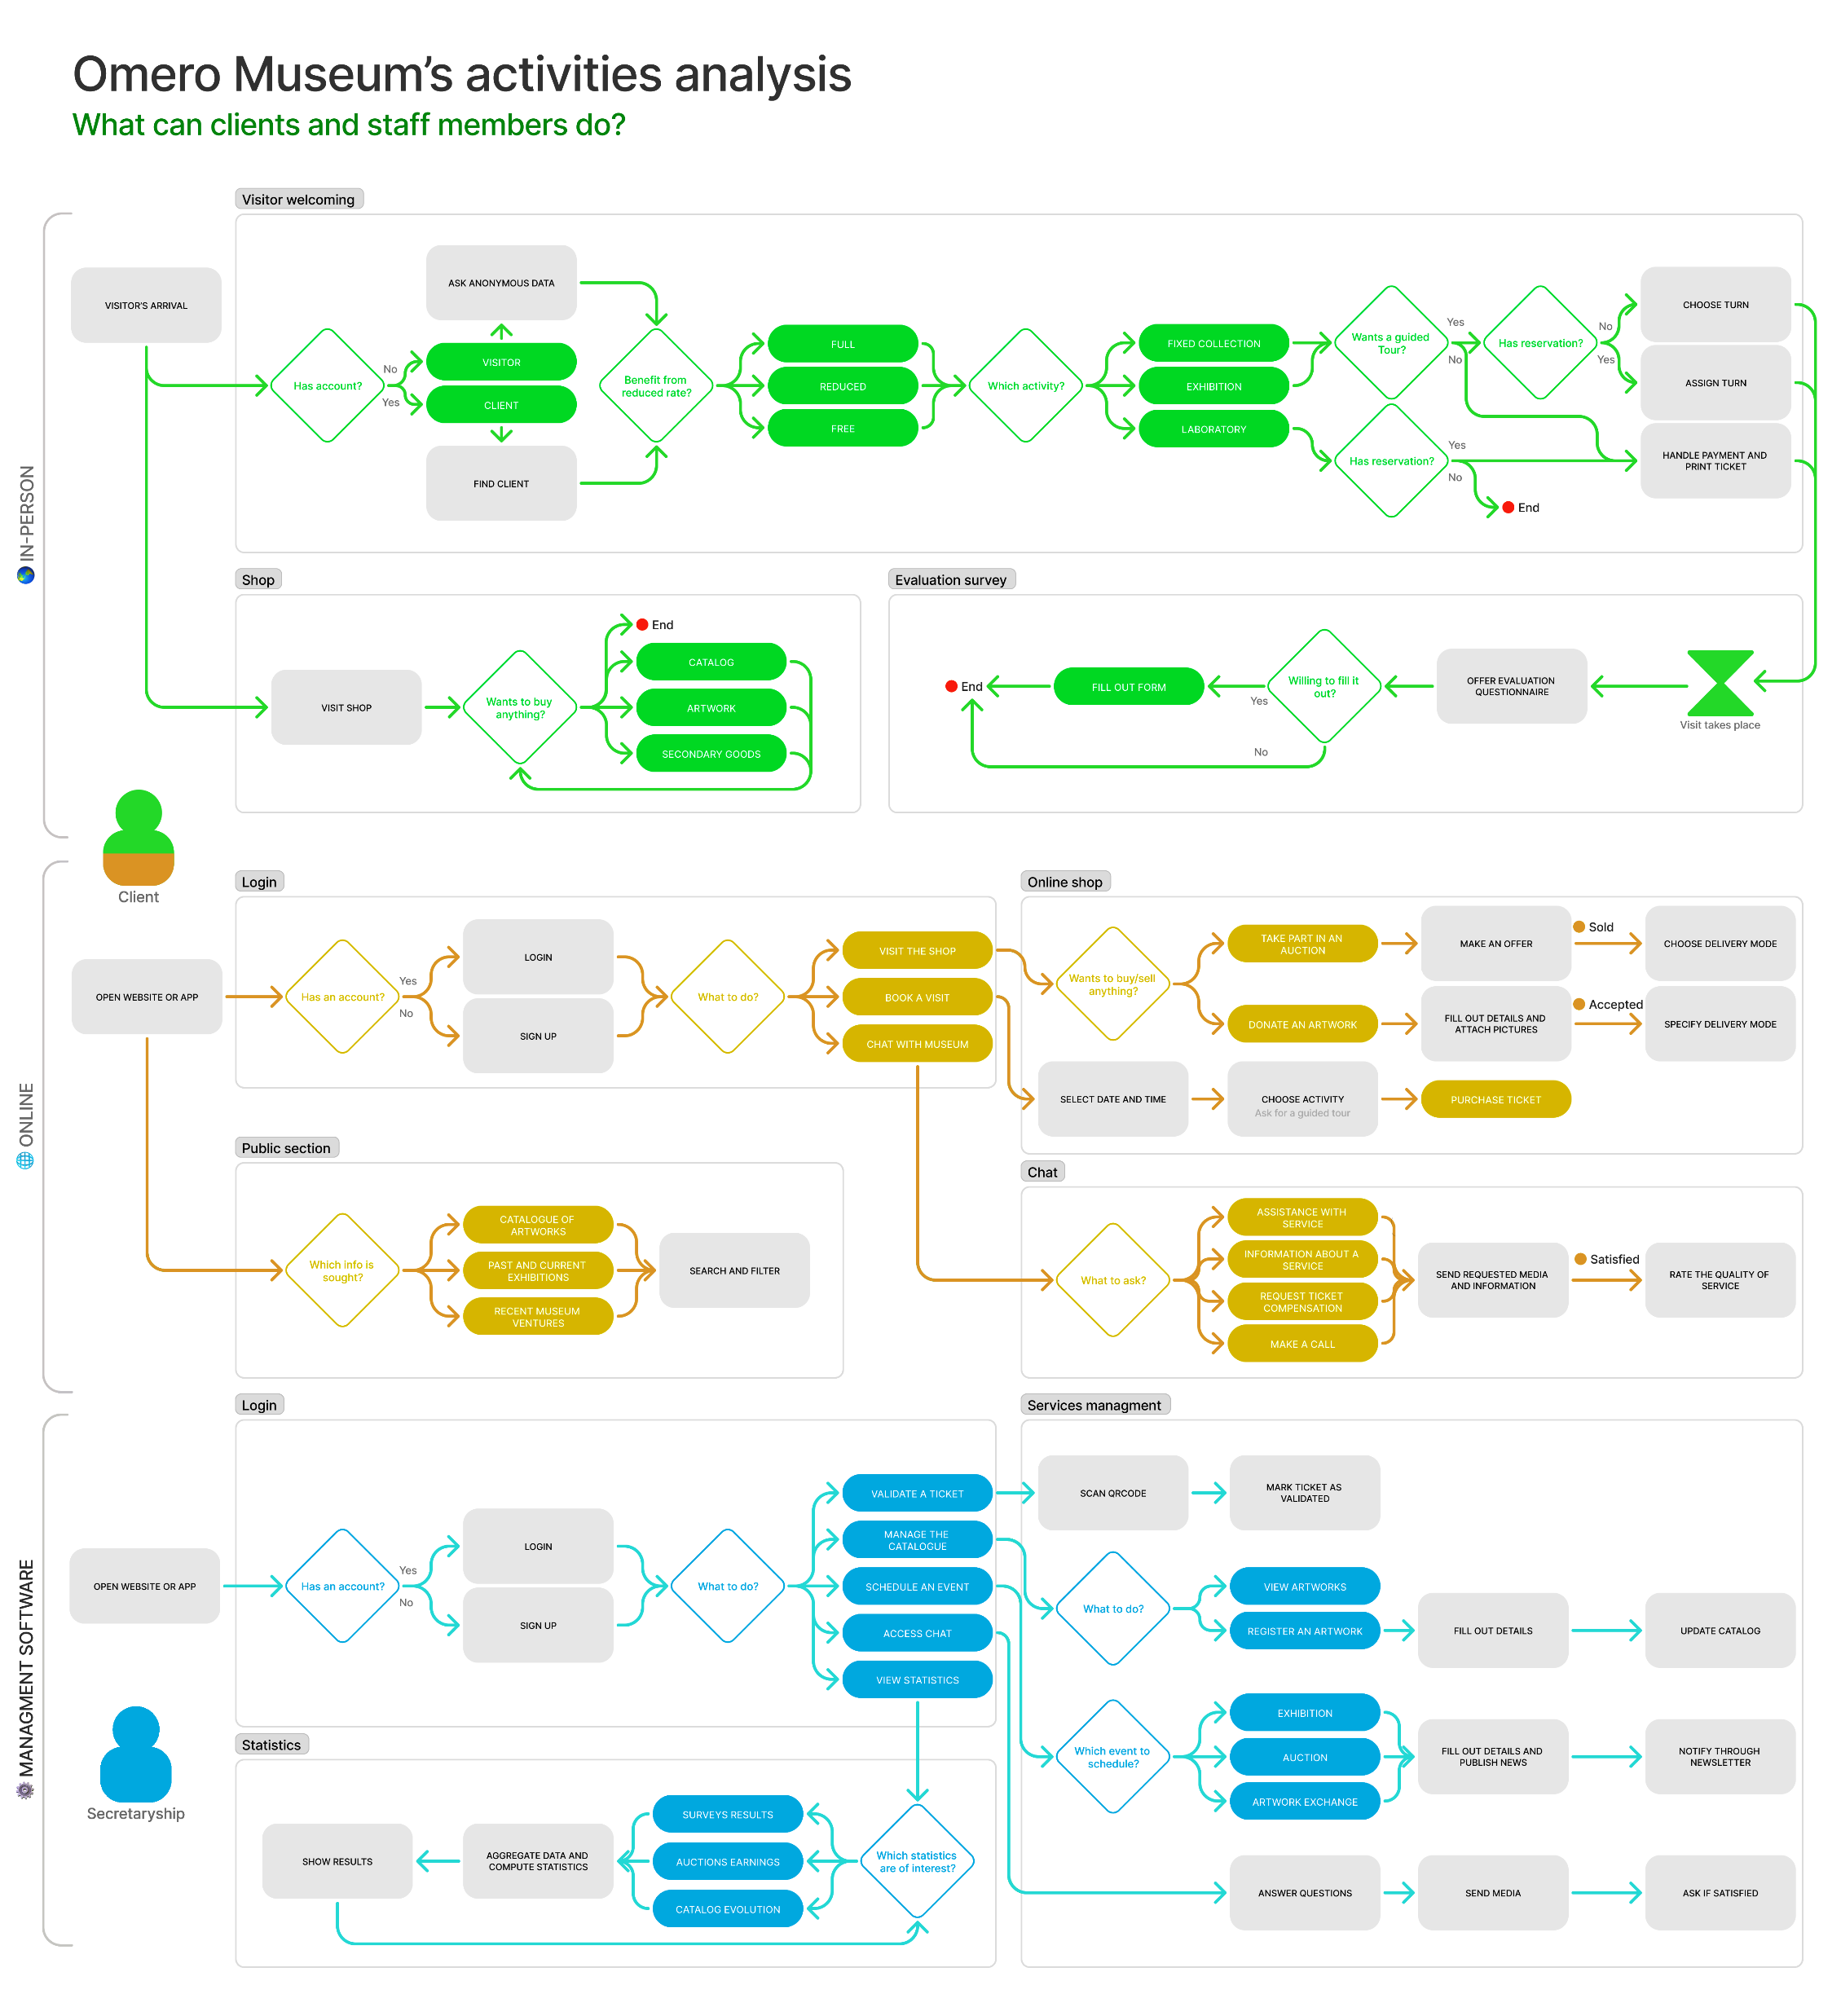 Omero Museum's activities analysis
What can clients and staff members do?
IN-PERSON
Visitor welcoming
VISITOR'S ARRIVAL
Has account?
No
Yes
ASK ANONYMOUS DATA
VISITOR
CLIENT
FIND CLIENT
Benefit from
reduced rate?
FULL
REDUCED
FREE
Which activity?
FIXED COLLECTION
EXHIBITION
LABORATORY
Wants a guided
Tour?
Yes
No
Has reservation?
No
Yes
CHOOSE TURN
ASSIGN TURN
Has reservation?
Yes
No
HANDLE PAYMENT AND
PRINT TICKET
End
Shop
VISIT SHOP
Wants to buy
anything?
End
CATALOG
ARTWORK
SECONDARY GOODS
Evaluation survey
End
FILL OUT FORM
Yes
No
Willing to fill it
out?
OFFER EVALUATION
QUESTIONNAIRE
Visit takes place
Client
ONLINE
Login
OPEN WEBSITE OR APP
Has an account?
Yes
No
LOGIN
SIGN UP
What to do?
VISIT THE SHOP
BOOK A VISIT
CHAT WITH MUSEUM
Online shop
Wants to buy/sell
anything?
TAKE PART IN AN
AUCTION
MAKE AN OFFER
Sold
CHOOSE DELIVERY MODE
DONATE AN ARTWORK
FILL OUT DETAILS AND
ATTACH PICTURES
Accepted
SPECIFY DELIVERY MODE
SELECT DATE AND TIME
CHOOSE ACTIVITY
Ask for a guided tour
PURCHASE TICKET
Public section
Which info is
sought?
CATALOGUE OF
ARTWORKS
PAST AND CURRENT
EXHIBITIONS
RECENT MUSEUM
VENTURES
SEARCH AND FILTER
Chat
What to ask?
ASSISTANCE WITH
SERVICE
INFORMATION ABOUT A
SERVICE
REQUEST TICKET
COMPENSATION
MAKE A CALL
SEND REQUESTED MEDIA
AND INFORMATION
Satisfied
RATE THE QUALITY OF
SERVICE
MANAGMENT SOFTWARE
Login
OPEN WEBSITE OR APP
Has an account?
Yes
No
LOGIN
SIGN UP
What to do?
VALIDATE A TICKET
MANAGE THE
CATALOGUE
SCHEDULE AN EVENT
ACCESS CHAT
VIEW STATISTICS
Secretaryship
Services managment
SCAN QRCODE
MARK TICKET AS
VALIDATED
What to do?
VIEW ARTWORKS
REGISTER AN ARTWORK
FILL OUT DETAILS
UPDATE CATALOG
Which event to
schedule?
EXHIBITION
AUCTION
ARTWORK EXCHANGE
FILL OUT DETAILS AND
PUBLISH NEWS
NOTIFY THROUGH
NEWSLETTER
ANSWER QUESTIONS
SEND MEDIA
ASK IF SATISFIED
Statistics
SHOW RESULTS
AGGREGATE DATA AND
COMPUTE STATISTICS
SURVEYS RESULTS
AUCTIONS EARNINGS
CATALOG EVOLUTION
Which statistics
are of interest?